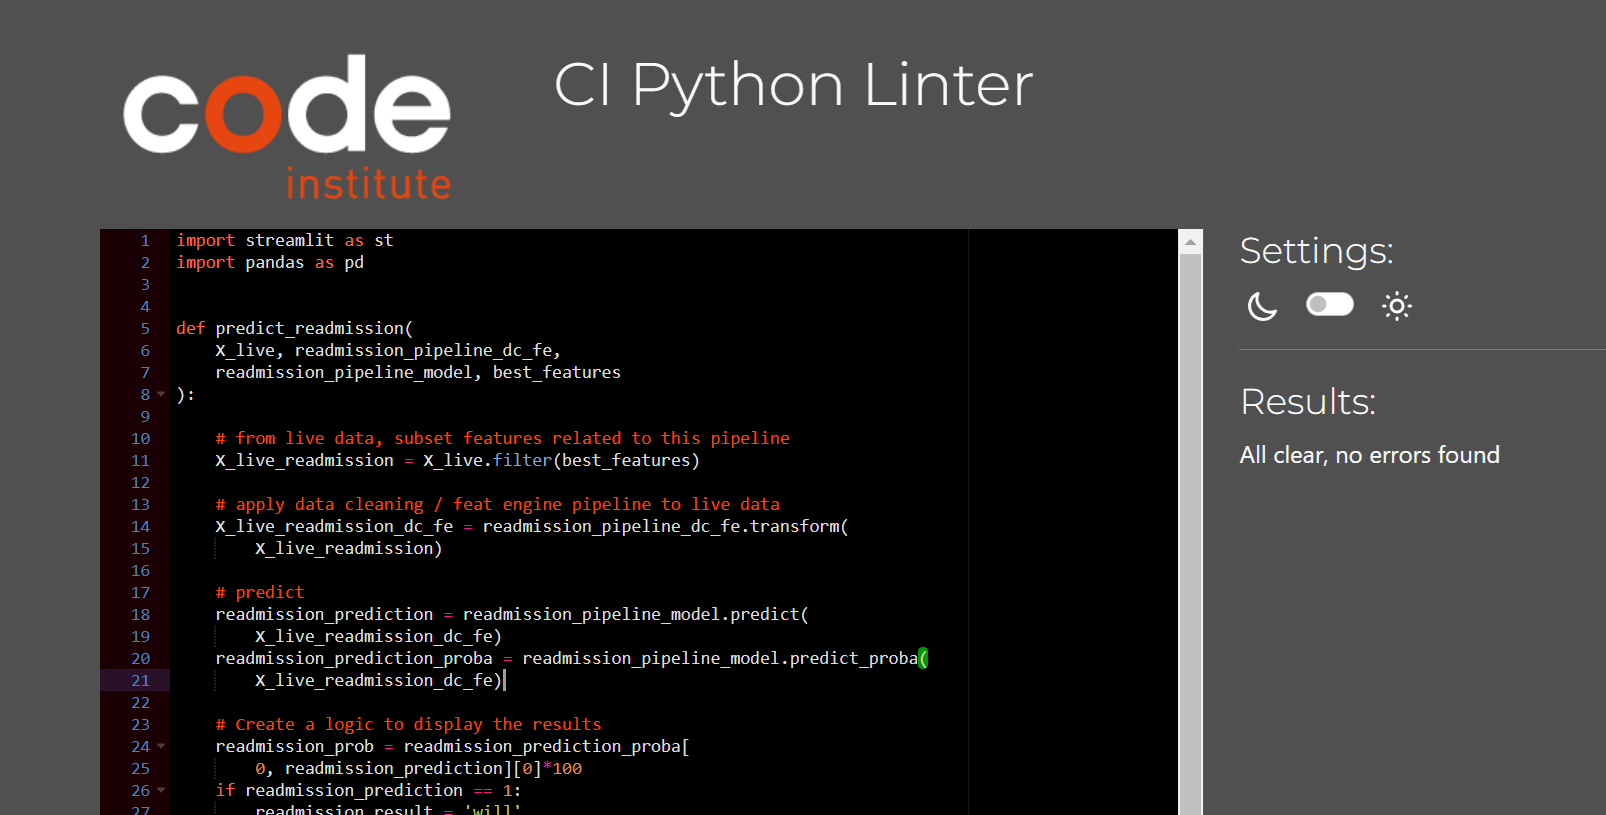 code
institute
CI Python Linter
1 import streamlit as st
2 import pandas as pd
3
4
5 def predict_readmission(
6     X_live, readmission_pipeline_dc_fe,
7     readmission_pipeline_model, best_features
8 ):
9
10     # from live data, subset features related to this pipeline
11     X_live_readmission = X_live.filter(best_features)
12
13     # apply data cleaning / feat engine pipeline to live data
14     X_live_readmission_dc_fe = readmission_pipeline_dc_fe.transform(
15         X_live_readmission)
16
17     # predict
18     readmission_prediction = readmission_pipeline_model.predict(
19         X_live_readmission_dc_fe)
20     readmission_prediction_proba = readmission_pipeline_model.predict_proba(
21         X_live_readmission_dc_fe)
22
23     # Create a logic to display the results
24     readmission_prob = readmission_prediction_proba[
25         0, readmission_prediction][0]*100
26     if readmission_prediction == 1:
27         readmission_result = 'will'
Settings:
Results:
All clear, no errors found